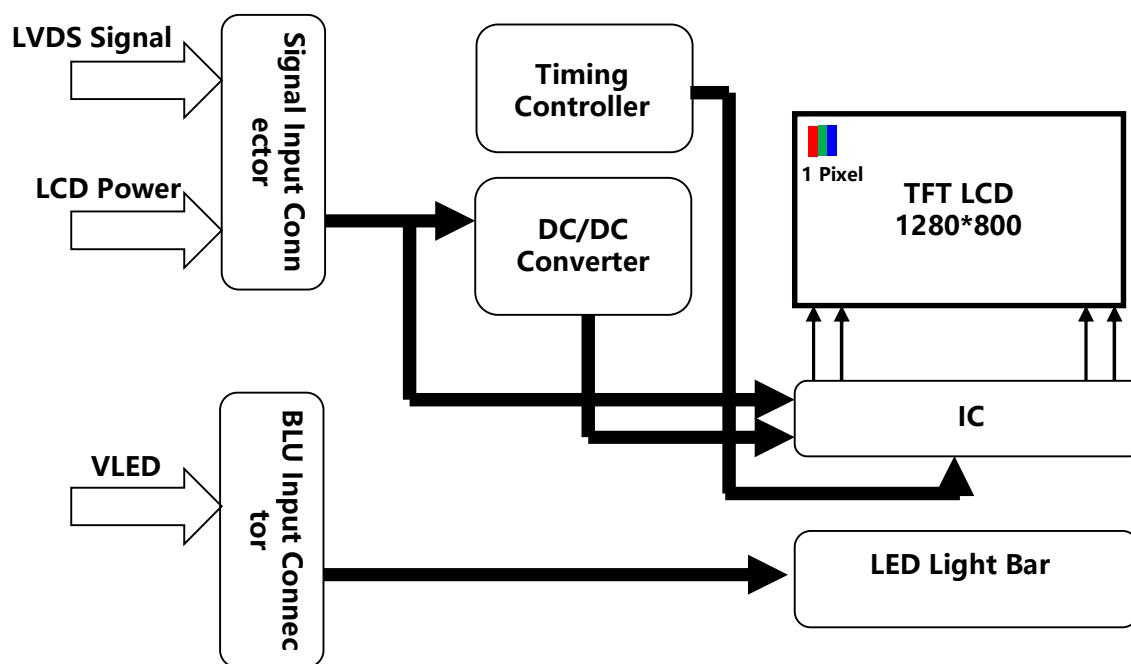 LVDS Signal
LCD Power
Signal Input Conn
ector
Timing
Controller
DC/DC
Converter
1 Pixel
TFT LCD
1280*800
IC
VLED
BLU Input Connec
tor
LED Light Bar